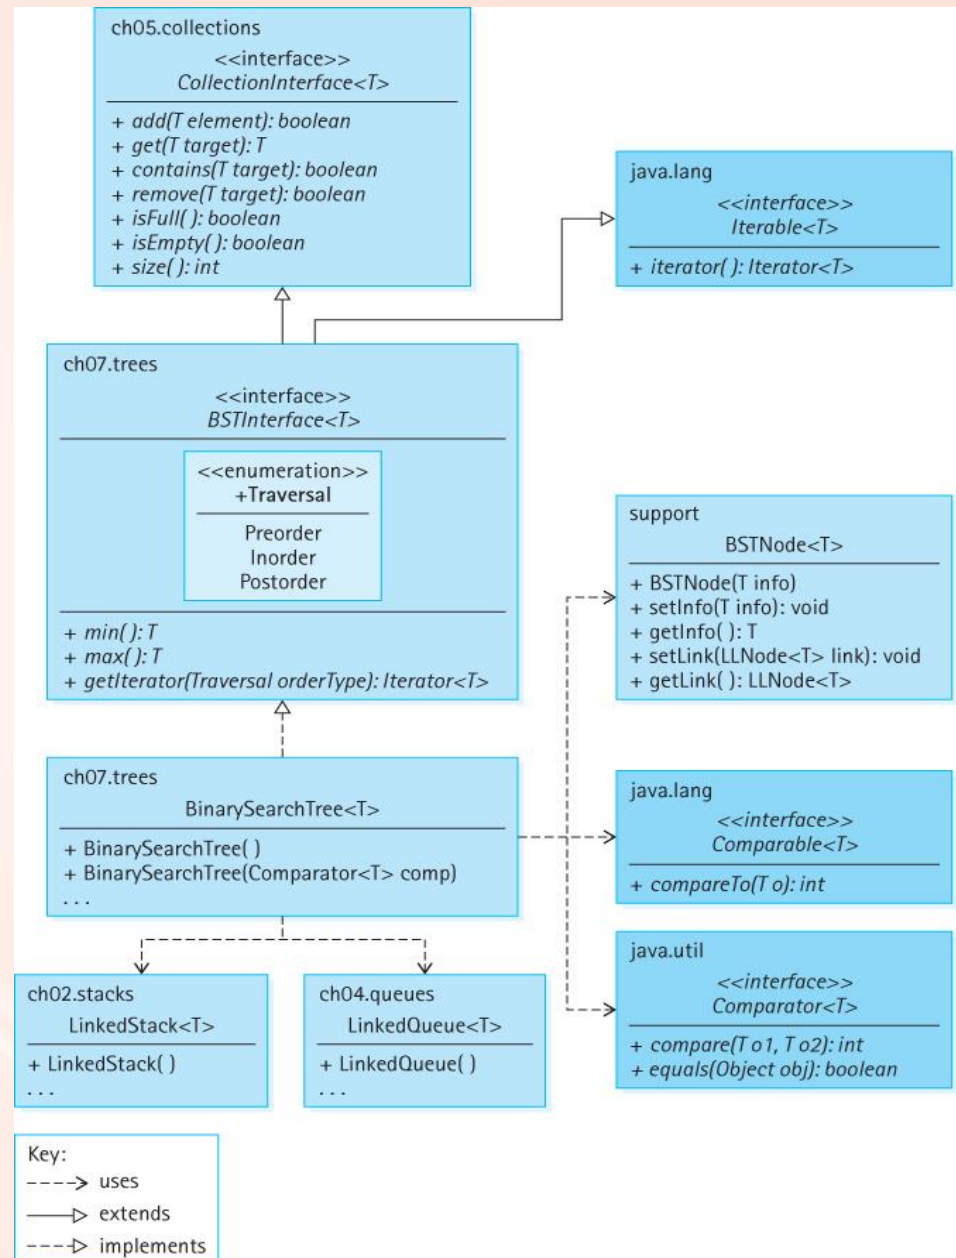 ch05.collections
<<interface>>
CollectionInterface<T>
+ add(T element): boolean
+ get(T target): T
+ contains(T target): boolean
+ remove(T target): boolean
+ isFull( ): boolean
+ isEmpty( ): boolean
+ size( ): int
java.lang
<<interface>>
Iterable<T>
+ iterator( ): Iterator<T>
ch07.trees
<<interface>>
BSTInterface<T>
<<enumeration>>
+Traversal
Preorder
Inorder
Postorder
+ min( ): T
+ max( ): T
+ getIterator(Traversal orderType): Iterator<T>
support
BSTNode<T>
+ BSTNode(T info)
+ setInfo(T info): void
+ getInfo( ): T
+ setLink(LLNode<T> link): void
+ getLink( ): LLNode<T>
ch07.trees
BinarySearchTree<T>
+ BinarySearchTree( )
+ BinarySearchTree(Comparator<T> comp)
. . .
java.lang
<<interface>>
Comparable<T>
+ compareTo(T o): int
java.util
<<interface>>
Comparator<T>
+ compare(T o1, T o2): int
+ equals(Object obj): boolean
ch02.stacks
LinkedStack<T>
+ LinkedStack( )
. . .
ch04.queues
LinkedQueue<T>
+ LinkedQueue( )
. . .
Key:
uses
extends
implements